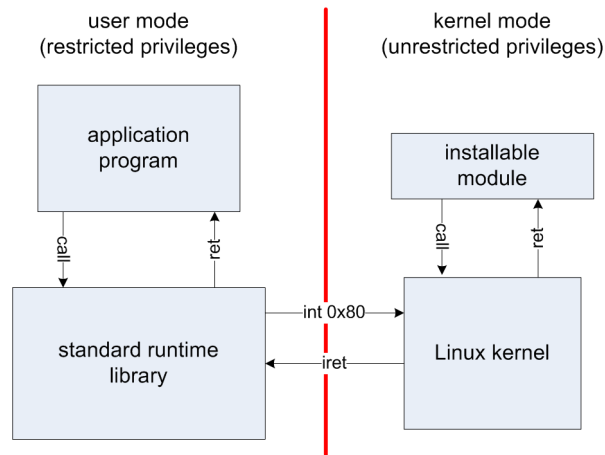 user mode
(restricted privileges)
kernel mode
(unrestricted privileges)
application
program
installable
module
call
ret
call
ret
standard runtime
library
int 0x80
iret
Linux kernel